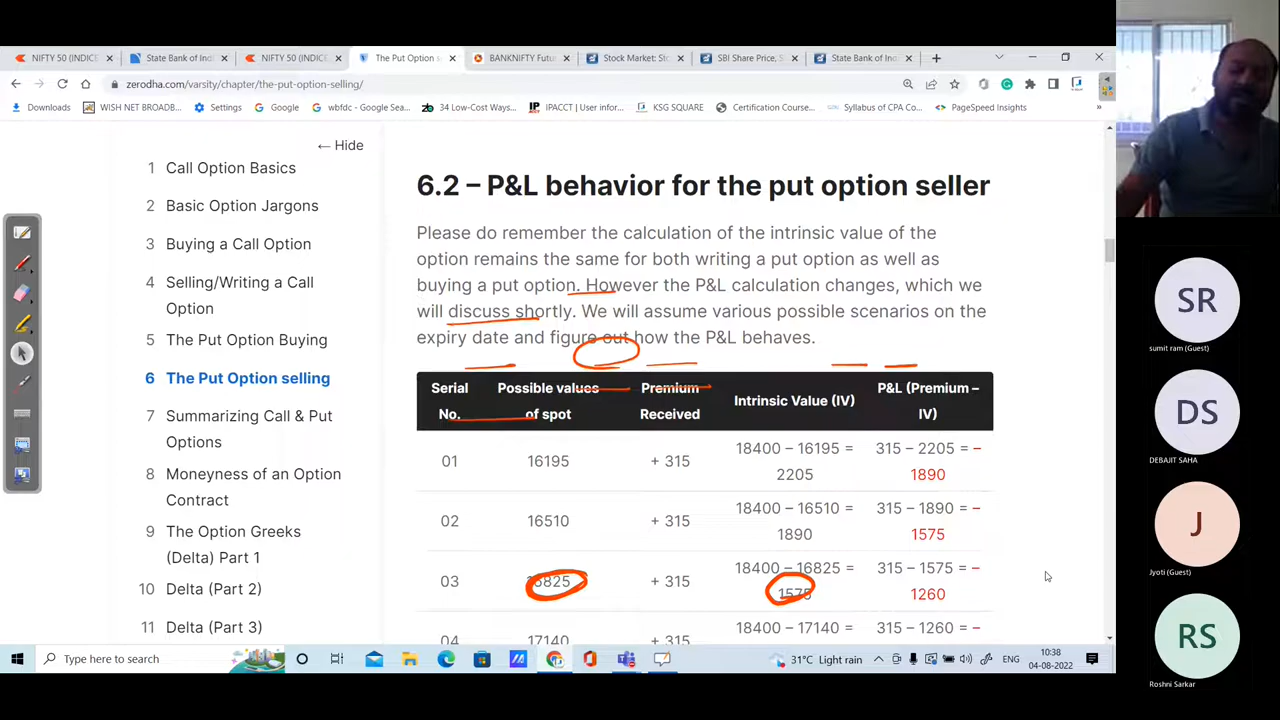 NIFTY 50 (INDICE
State Bank of Ind
NIFTY 50 (INDICE
The Put Option s
BANKNIFTY Futu
Stock Market: St
SBI Share Price, S
State Bank of Ind
zerodha.com/varsity/chapter/the-put-option-selling/
Downloads
WISH NET BROADB...
Settings
Google
wbfdc - Google Sea...
34 Low-Cost Ways...
IPACCT | User infor...
KSG SQUARE
Certification Course...
Syllabus of CPA Co...
PageSpeed Insights
»
← Hide
1 Call Option Basics
2 Basic Option Jargons
3 Buying a Call Option
4 Selling/Writing a Call
Option
5 The Put Option Buying
6 The Put Option selling
7 Summarizing Call & Put
Options
8 Moneyness of an Option
Contract
9 The Option Greeks
(Delta) Part 1
10 Delta (Part 2)
11 Delta (Part 3)
6.2 – P&L behavior for the put option seller
Please do remember the calculation of the intrinsic value of the
option remains the same for both writing a put option as well as
buying a put option. However the P&L calculation changes, which we
will discuss shortly. We will assume various possible scenarios on the
expiry date and figure out how the P&L behaves.
Serial No.
Possible values of spot
Premium Received
Intrinsic Value (IV)
P&L (Premium – IV)
01 16195 + 315 18400 – 16195 = 2205 315 – 2205 = – 1890
02 16510 + 315 18400 – 16510 = 1890 315 – 1890 = – 1575
03 16825 + 315 18400 – 16825 = 1575 315 – 1575 = – 1260
04 17140 + 315 18400 – 17140 = 315 – 1260 = –
Type here to search
31°C Light rain
ENG
10:38
04-08-2022
SR
sumit ram (Guest)
DS
DEBAJIT SAHA
J
Jyoti (Guest)
RS
Roshni Sarkar